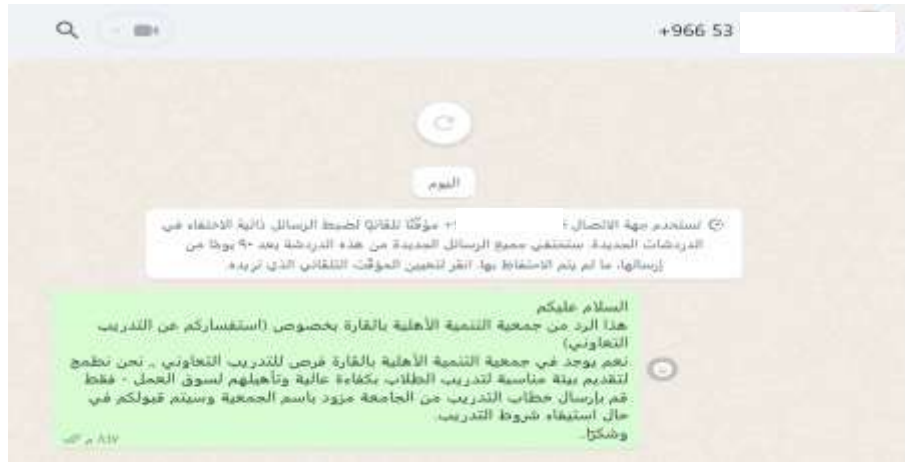 +966 53
اليوم
تستخدم جهة الاتصال مؤقتًا تلقائيًا لضبط الرسائل ذاتية الاختفاء في
الدردشات الجديدة. ستختفي جميع الرسائل الجديدة من هذه الدردشة بعد ٩٠ يومًا من
إرسالها، ما لم يتم الاحتفاظ بها. انقر لتعيين المؤقت التلقائي الذي تريده.
السلام عليكم
هذا الرد من جمعية التنمية الأهلية بالقارة بخصوص (استفساركم عن التدريب
التعاوني)
نعم يوجد في جمعية التنمية الأهلية بالقارة فرص للتدريب التعاوني .. نحن نطمح
لتقديم بيئة مناسبة لتدريب الطلاب بكفاءة عالية وتأهيلهم لسوق العمل - فقط
قم بإرسال خطاب التدريب من الجامعة مزود باسم الجمعية وسيتم قبولكم في
حال استيفاء شروط التدريب.
وشكرًا..
٨:١٧ م